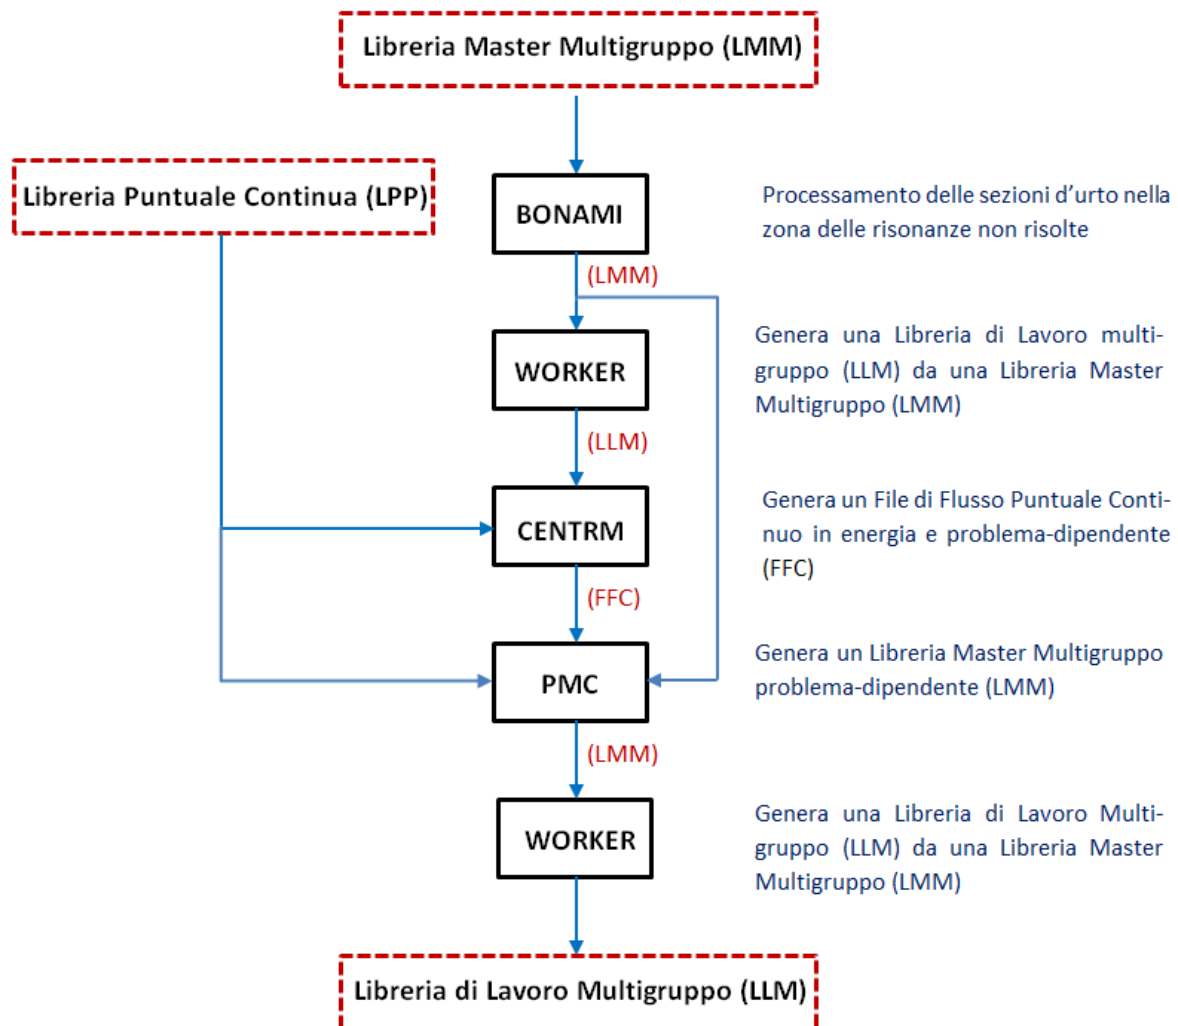 Libreria Master Multigruppo (LMM)
Libreria Puntuale Continua (LPP)
BONAMI
Processamento delle sezioni d'urto nella
zona delle risonanze non risolte
(LMM)
WORKER
Genera una Libreria di Lavoro multi-
gruppo (LLM) da una Libreria Master
Multigruppo (LMM)
(LLM)
CENTRM
Genera un File di Flusso Puntuale Conti-
nuo in energia e problema-dipendente
(FFC)
(FFC)
PMC
Genera un Libreria Master Multigruppo
problema-dipendente (LMM)
(LMM)
WORKER
Genera una Libreria di Lavoro Multi-
gruppo (LLM) da una Libreria Master
Multigruppo (LMM)
Libreria di Lavoro Multigruppo (LLM)